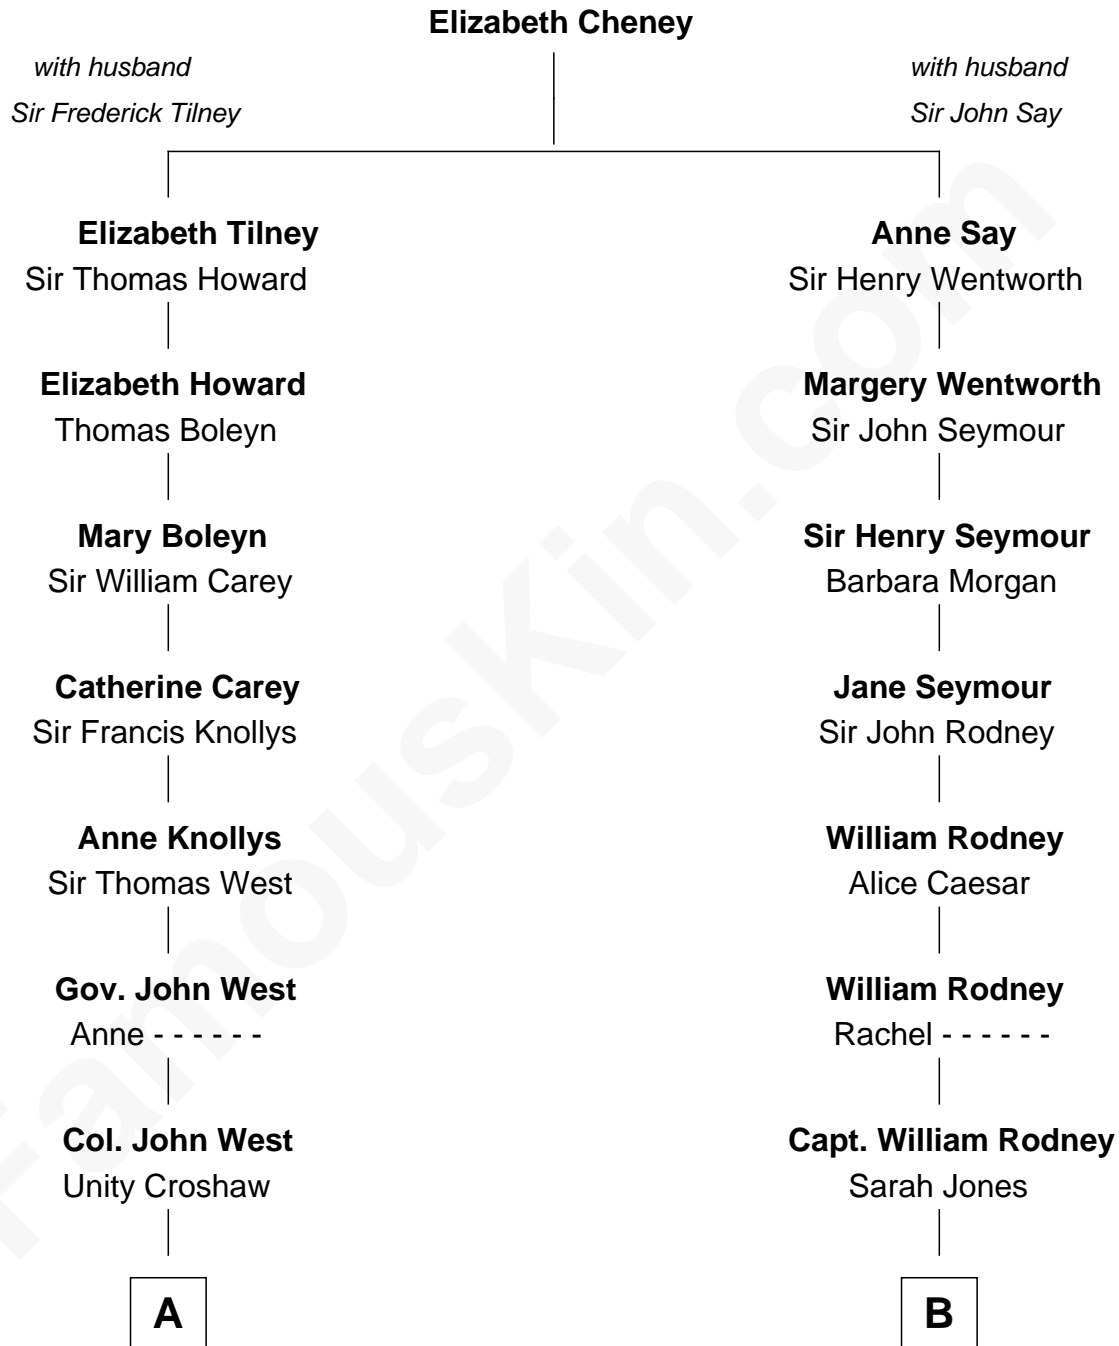 Elizabeth Cheney
with husband
Sir Frederick Tilney
with husband
Sir John Say
Elizabeth Tilney
Sir Thomas Howard
Anne Say
Sir Henry Wentworth
Elizabeth Howard
Thomas Boleyn
Margery Wentworth
Sir John Seymour
Mary Boleyn
Sir William Carey
Sir Henry Seymour
Barbara Morgan
Catherine Carey
Sir Francis Knollys
Jane Seymour
Sir John Rodney
Anne Knollys
Sir Thomas West
William Rodney
Alice Caesar
Gov. John West
Anne - - - - - -
William Rodney
Rachel - - - - - -
Col. John West
Unity Croshaw
Capt. William Rodney
Sarah Jones
A
B
FamousKin.com